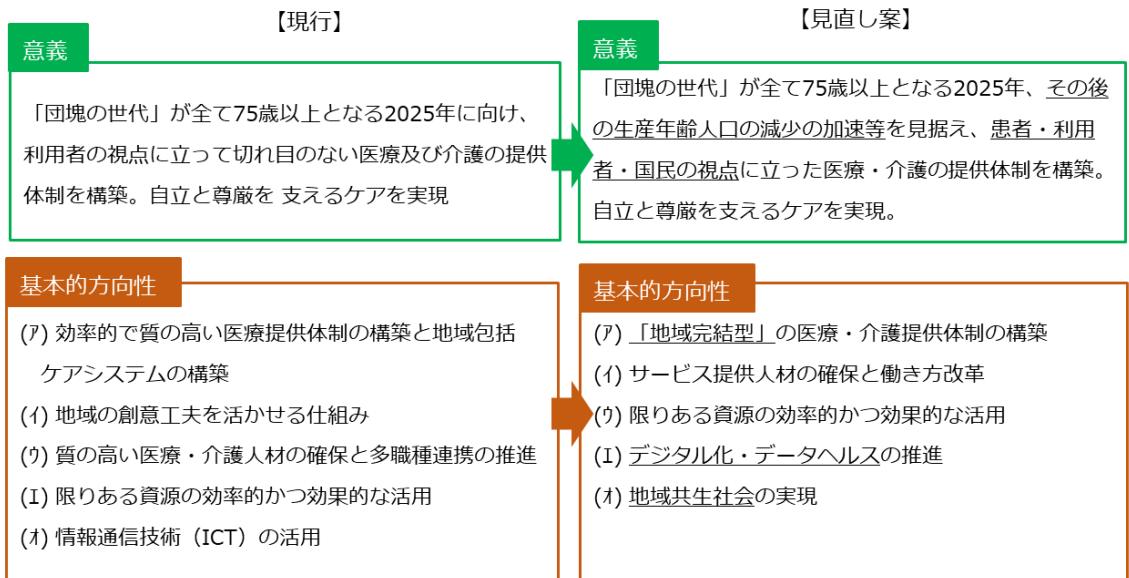 【現行】
意義
「団塊の世代」が全て75歳以上となる2025年に向け、
利用者の視点に立って切れ目のない医療及び介護の提供
体制を構築。自立と尊厳を 支えるケアを実現
基本的方向性
(ｱ) 効率的で質の高い医療提供体制の構築と地域包括
ケアシステムの構築
(ｲ) 地域の創意工夫を活かせる仕組み
(ｳ) 質の高い医療・介護人材の確保と多職種連携の推進
(ｴ) 限りある資源の効率的かつ効果的な活用
(ｵ) 情報通信技術（ICT）の活用
【見直し案】
意義
「団塊の世代」が全て75歳以上となる2025年、その後
の生産年齢人口の減少の加速等を見据え、患者・利用
者・国民の視点に立った医療・介護の提供体制を構築。
自立と尊厳を支えるケアを実現。
基本的方向性
(ｱ) 「地域完結型」の医療・介護提供体制の構築
(ｲ) サービス提供人材の確保と働き方改革
(ｳ) 限りある資源の効率的かつ効果的な活用
(ｴ) デジタル化・データヘルスの推進
(ｵ) 地域共生社会の実現